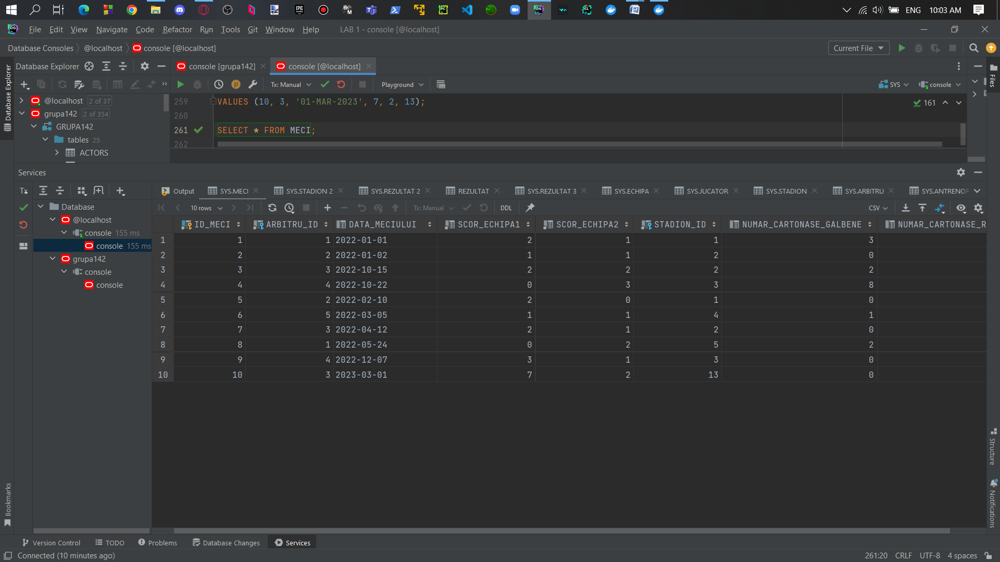 ENG 10:03 AM
File Edit View Navigate Code Refactor Run Tools Git Window Help LAB 1 - console [@localhost]
Database Consoles @localhost console [@localhost] Current File
Database Explorer console [grupa142] console [@localhost]
Tx: Manual Playground SYS console
@localhost 2 of 37
grupa142 2 of 354
GRUPA142
tables 25
ACTORS
259 VALUES (10, 3, '01-MAR-2023', 7, 2, 13);
161
260
261 SELECT * FROM MECI;
262
Database Explorer
Files
Services
Tx
Output SYS.MECI SYS.STADION 2 SYS.REZULTAT 2 REZULTAT SYS.REZULTAT 3 SYS.ECHIPA SYS.JUCATOR SYS.STADION SYS.ARBITRU SYS.ANTRENOR
Database
@localhost
console 155 ms
console 155 ms
grupa142
console
console
10 rows Tx: Manual DDL CSV
ID_MECI ARBITRU_ID DATA_MECIULUI SCOR_ECHIPA1 SCOR_ECHIPA2 STADION_ID NUMAR_CARTONASE_GALBENE NUMAR_CARTONASE_R
1 1 1 2022-01-01 2 1 1 3
2 2 2 2022-01-02 1 1 2 0
3 3 3 2022-10-15 2 2 2 2
4 4 4 2022-10-22 0 3 3 8
5 5 2 2022-02-10 2 0 1 0
6 6 5 2022-03-05 1 1 4 1
7 7 3 2022-04-12 2 1 2 0
8 8 1 2022-05-24 0 2 5 2
9 9 4 2022-12-07 3 1 3 0
10 10 3 2023-03-01 7 2 13 0
Structure
Notifications
Bookmarks
Version Control TODO Problems Database Changes Services
Connected (10 minutes ago) 261:20 CRLF UTF-8 4 spaces